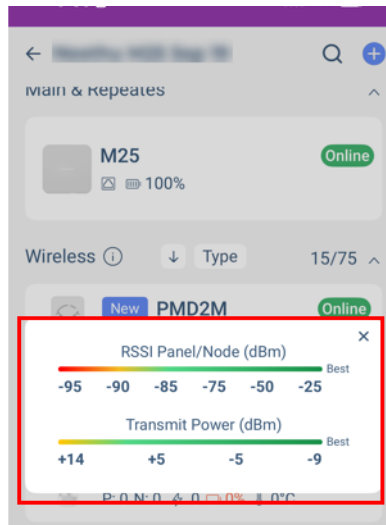 Main & Repeates
M25
Online
100%
Wireless
Type
15/75
New
PMD2M
Online
RSSI Panel/Node (dBm)
Best
-95 -90 -85 -75 -50 -25
Transmit Power (dBm)
Best
+14 +5 -5 -9
P: 0 N: 0 0 0% 0°C